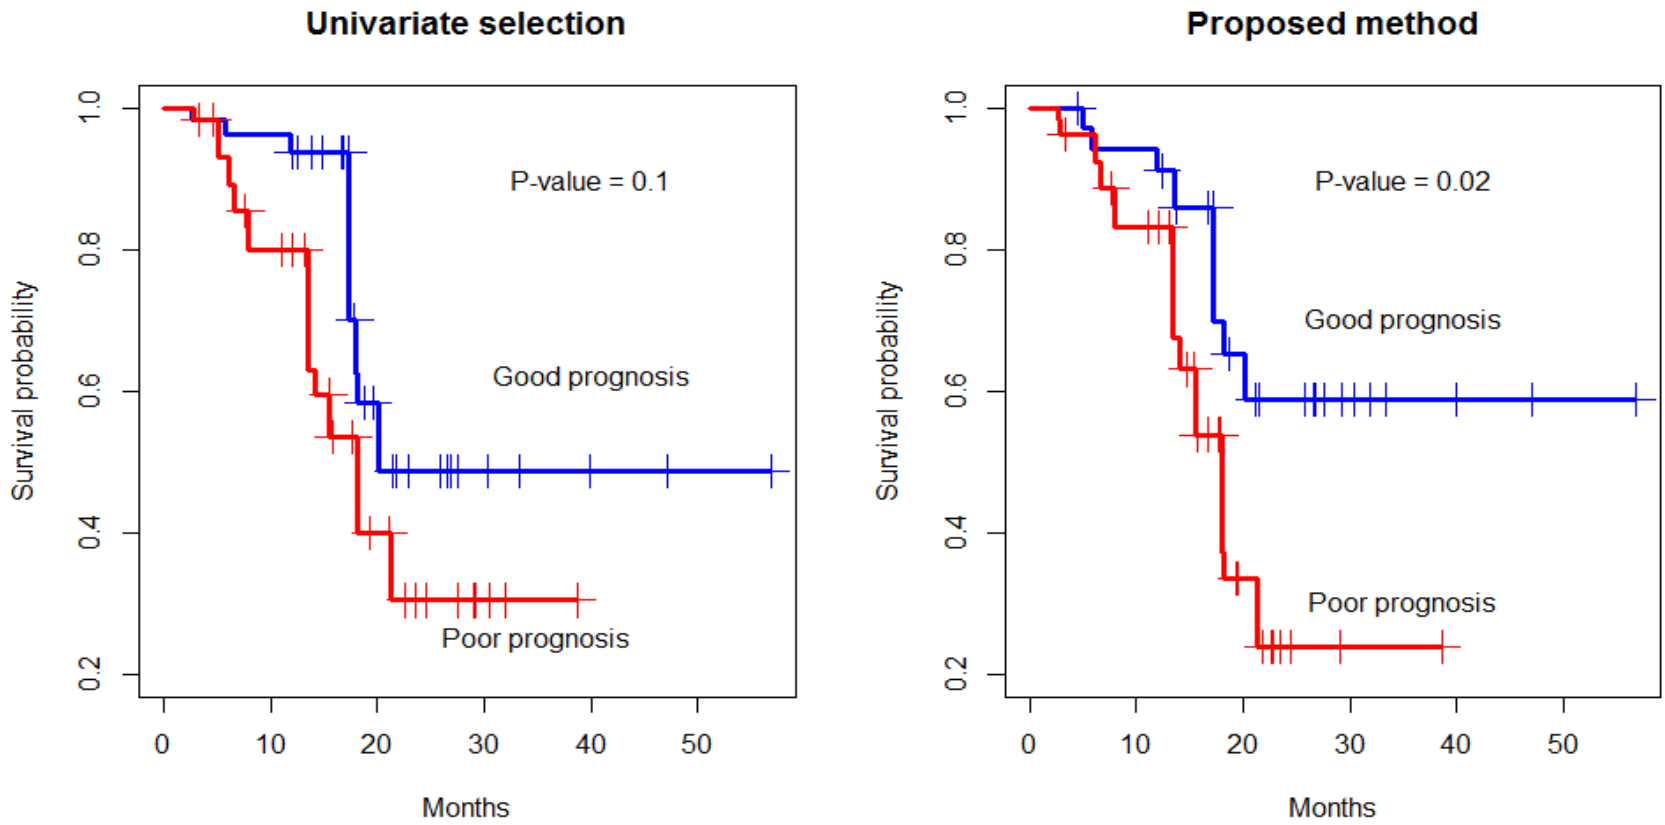 Univariate selection
1.0
0.8
0.6
0.4
0.2
Survival probability
P-value = 0.1
Good prognosis
Poor prognosis
0 10 20 30 40 50
Months
Proposed method
1.0
0.8
0.6
0.4
0.2
Survival probability
P-value = 0.02
Good prognosis
Poor prognosis
0 10 20 30 40 50
Months